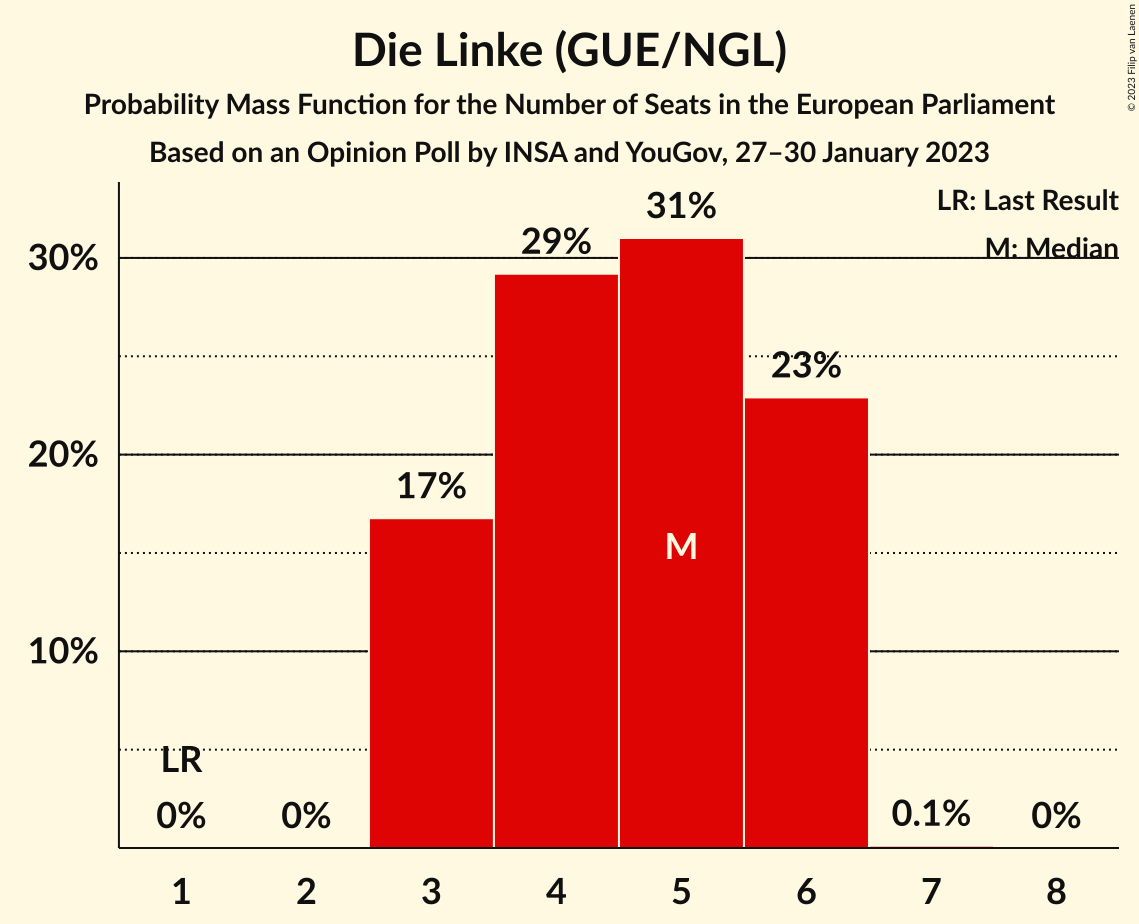 Die Linke (GUE/NGL)
Probability Mass Function for the Number of Seats in the European Parliament
Based on an Opinion Poll by INSA and YouGov, 27–30 January 2023
© 2023 Filip van Laenen
LR: Last Result
M: Median
30%
20%
10%
LR
0%
0%
17%
29%
31%
M
23%
0.1%
0%
1 2 3 4 5 6 7 8